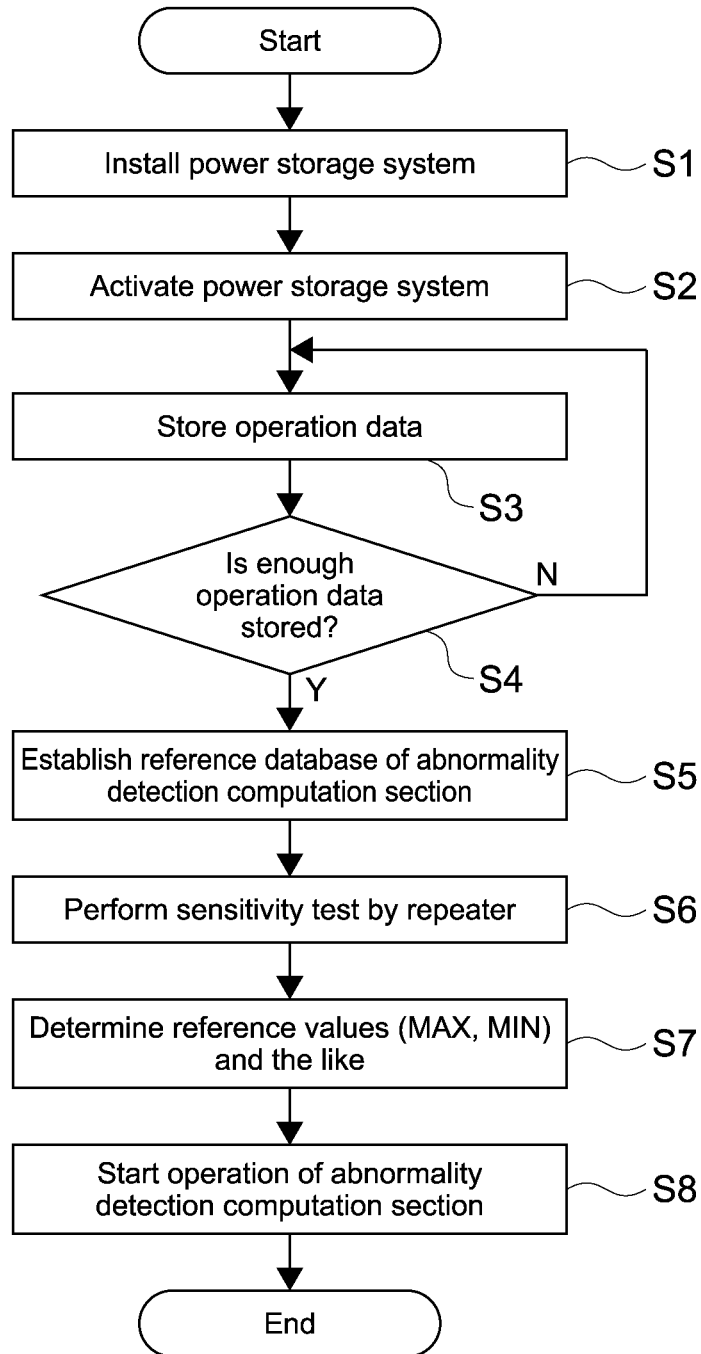 Start
Install power storage system
S1
Activate power storage system
S2
Store operation data
S3
Is enough
operation data
stored?
N
S4
Y
Establish reference database of abnormality
detection computation section
S5
Perform sensitivity test by repeater
S6
Determine reference values (MAX, MIN)
and the like
S7
Start operation of abnormality
detection computation section
S8
End